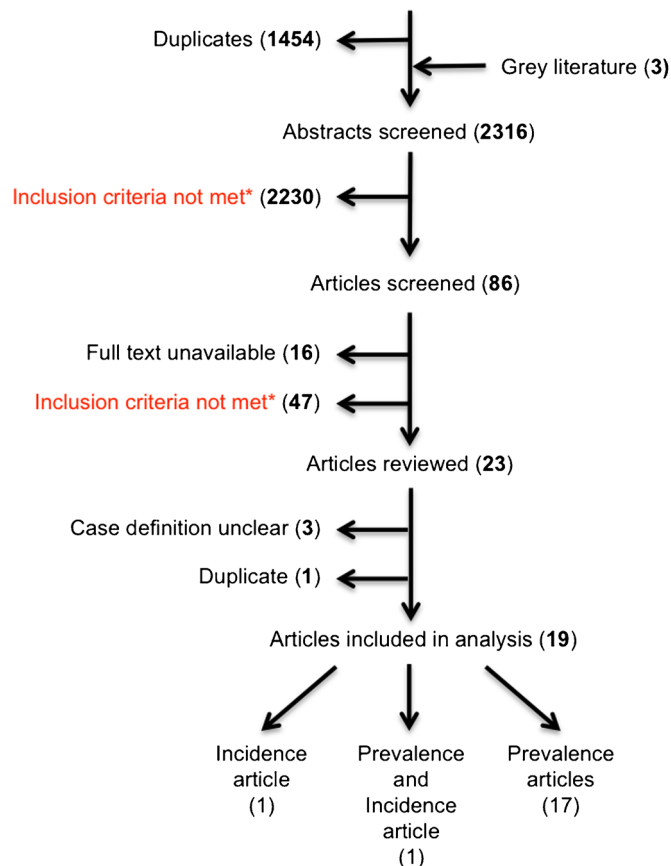 Duplicates (1454)
Grey literature (3)
Abstracts screened (2316)
Inclusion criteria not met* (2230)
Articles screened (86)
Full text unavailable (16)
Inclusion criteria not met* (47)
Articles reviewed (23)
Case definition unclear (3)
Duplicate (1)
Articles included in analysis (19)
Incidence
article
(1)
Prevalence
and
Incidence
article
(1)
Prevalence
articles
(17)